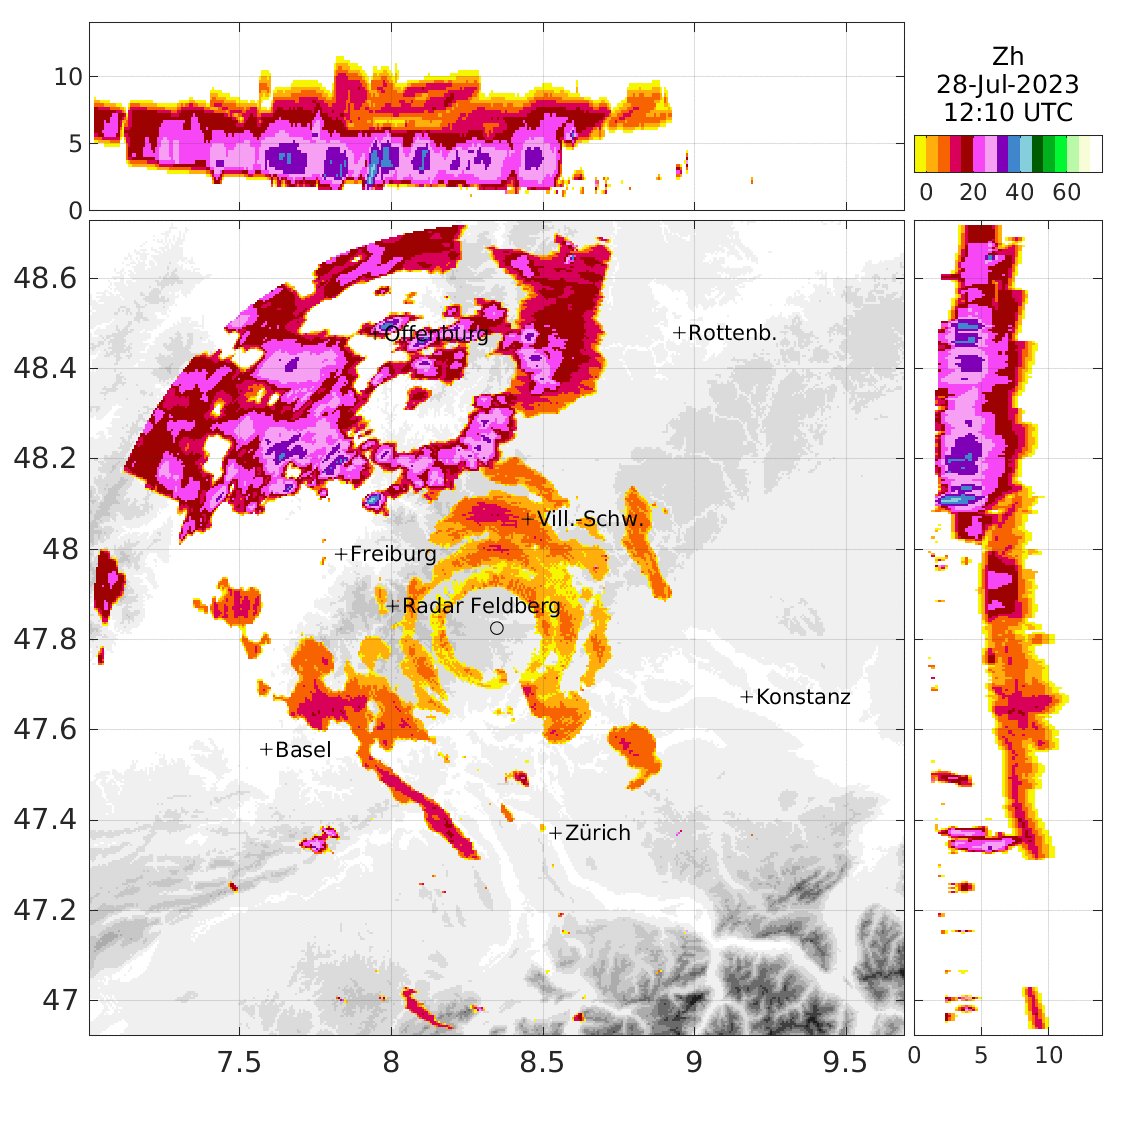 Zh
28-Jul-2023
12:10 UTC
0 20 40 60
10
5
0
48.6
48.4
48.2
48
47.8
47.6
47.4
47.2
47
Offenburg
Rottenb.
Vill.-Schw.
Freiburg
Radar Feldberg
Konstanz
Basel
Zürich
7.5 8 8.5 9 9.5
0 5 10